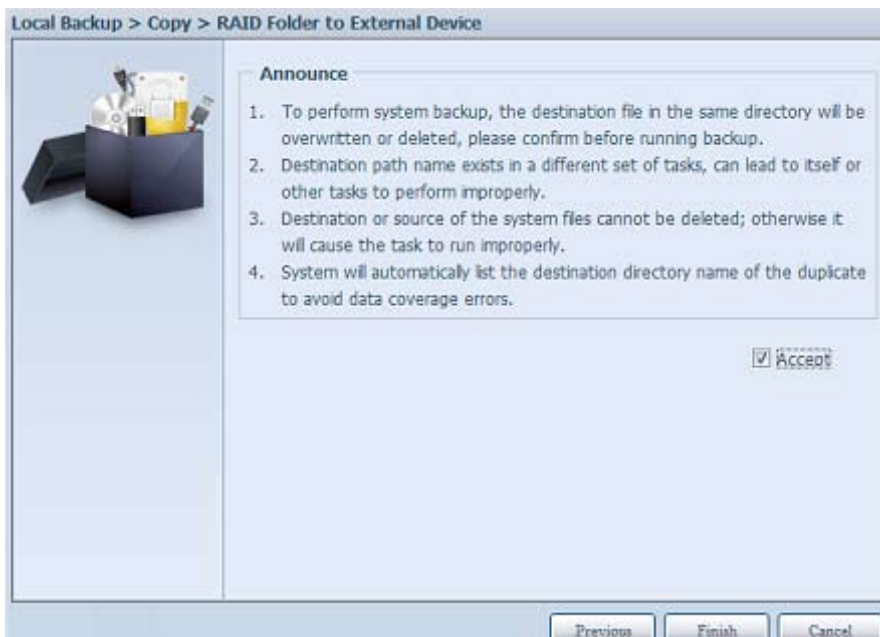 Local Backup > Copy > RAID Folder to External Device
Announce
1. To perform system backup, the destination file in the same directory will be
overwritten or deleted, please confirm before running backup.
2. Destination path name exists in a different set of tasks, can lead to itself or
other tasks to perform improperly.
3. Destination or source of the system files cannot be deleted; otherwise it
will cause the task to run improperly.
4. System will automatically list the destination directory name of the duplicate
to avoid data coverage errors.
Accept
Previous Finish Cancel